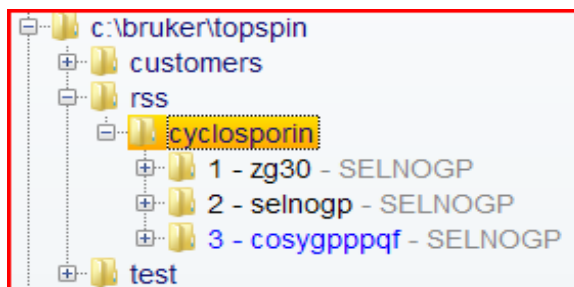 c:\bruker\topspin
customers
rss
cyclosporin
1 - zg30 - SELNOGP
2 - selnogp - SELNOGP
3 - cosygpppqf - SELNOGP
test